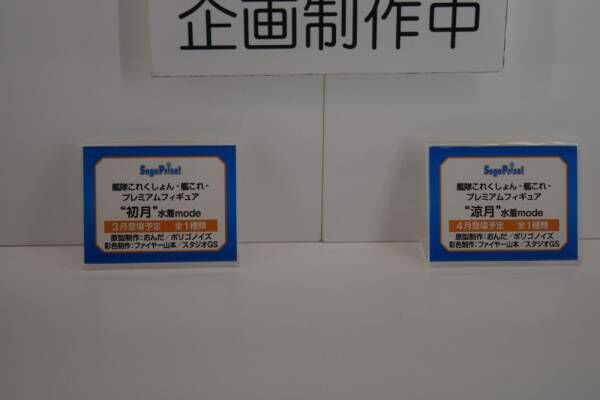 企画制作中
SegaPrize!
艦隊これくしょん -艦これ-
プレミアムフィギュア
"初月"水着mode
3月登場予定 全1種類
原型制作：おんだ／ポリゴノイズ
彩色制作：ファイヤー山本／スタジオGS
SegaPrize!
艦隊これくしょん -艦これ-
プレミアムフィギュア
"涼月"水着mode
4月登場予定 全1種類
原型制作：おんだ／ポリゴノイズ
彩色制作：ファイヤー山本／スタジオGS